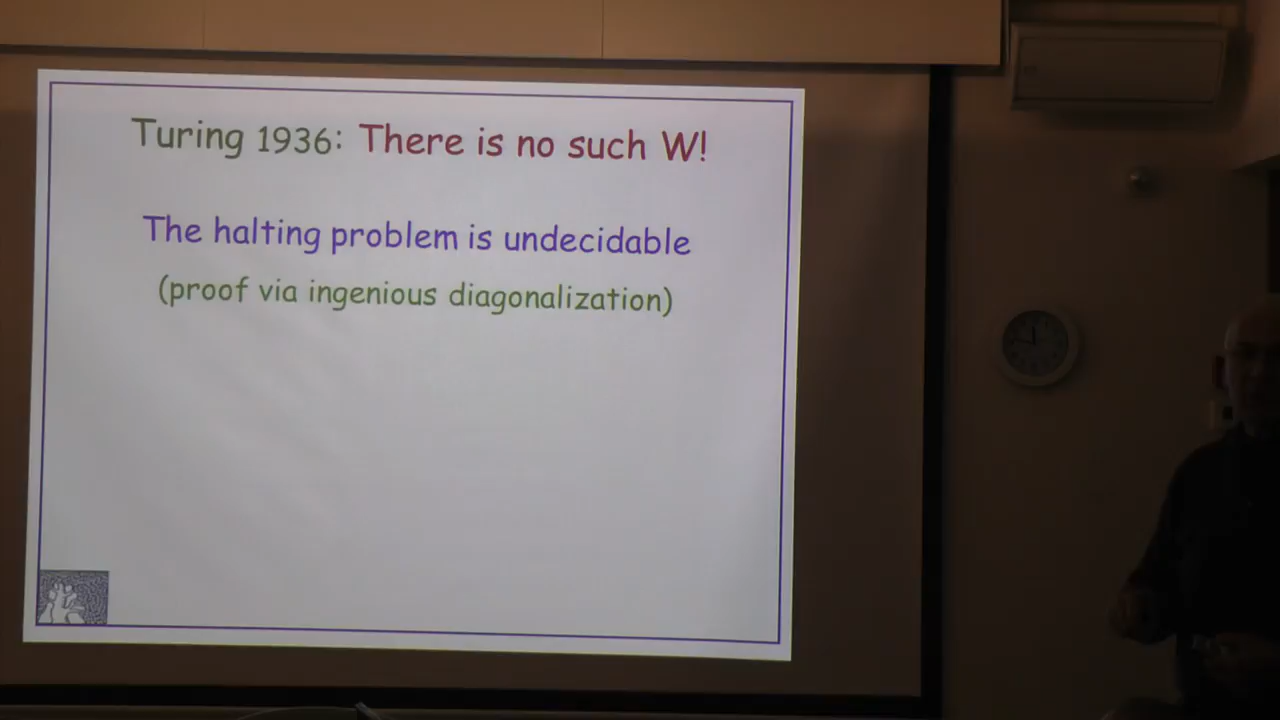 Turing 1936: There is no such W!
The halting problem is undecidable
(proof via ingenious diagonalization)